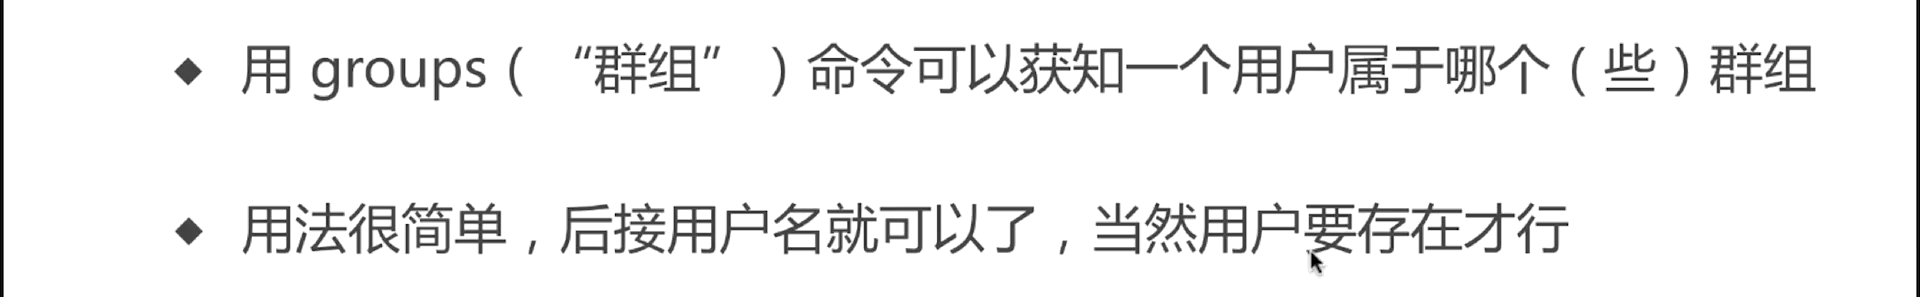 ◆ 用 groups（ “群组” ）命令可以获知一个用户属于哪个（些）群组
◆ 用法很简单，后接用户名就可以了，当然用户要存在才行